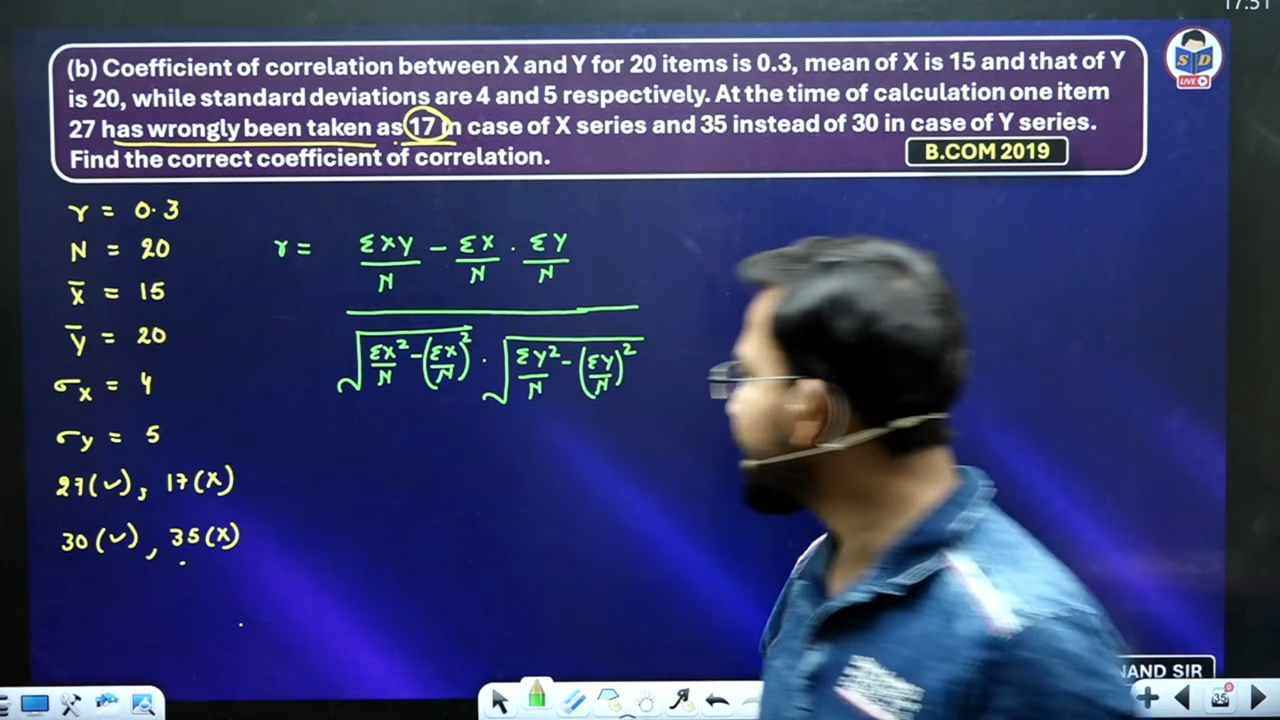 17:51
(b) Coefficient of correlation between X and Y for 20 items is 0.3, mean of X is 15 and that of Y
is 20, while standard deviations are 4 and 5 respectively. At the time of calculation one item
27 has wrongly been taken as 17 in case of X series and 35 instead of 30 in case of Y series.
Find the correct coefficient of correlation.
B.COM 2019
S D
LIVE
r = 0.3
N = 20
x̄ = 15
ȳ = 20
σx = 4
σy = 5
27(✓), 17(X)
30(✓), 35(X)
r = ΣXY/N - ΣX/N · ΣY/N
√ΣX²/N - (ΣX/N)² · √ΣY²/N - (ΣY/N)²
NAND SIR
35